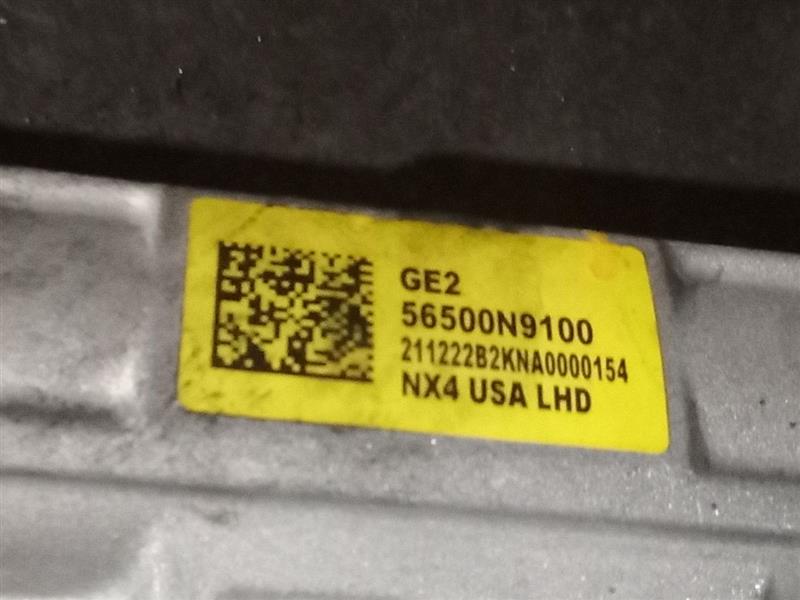 GE2
56500N9100
211222B2KNA0000154
NX4 USA LHD